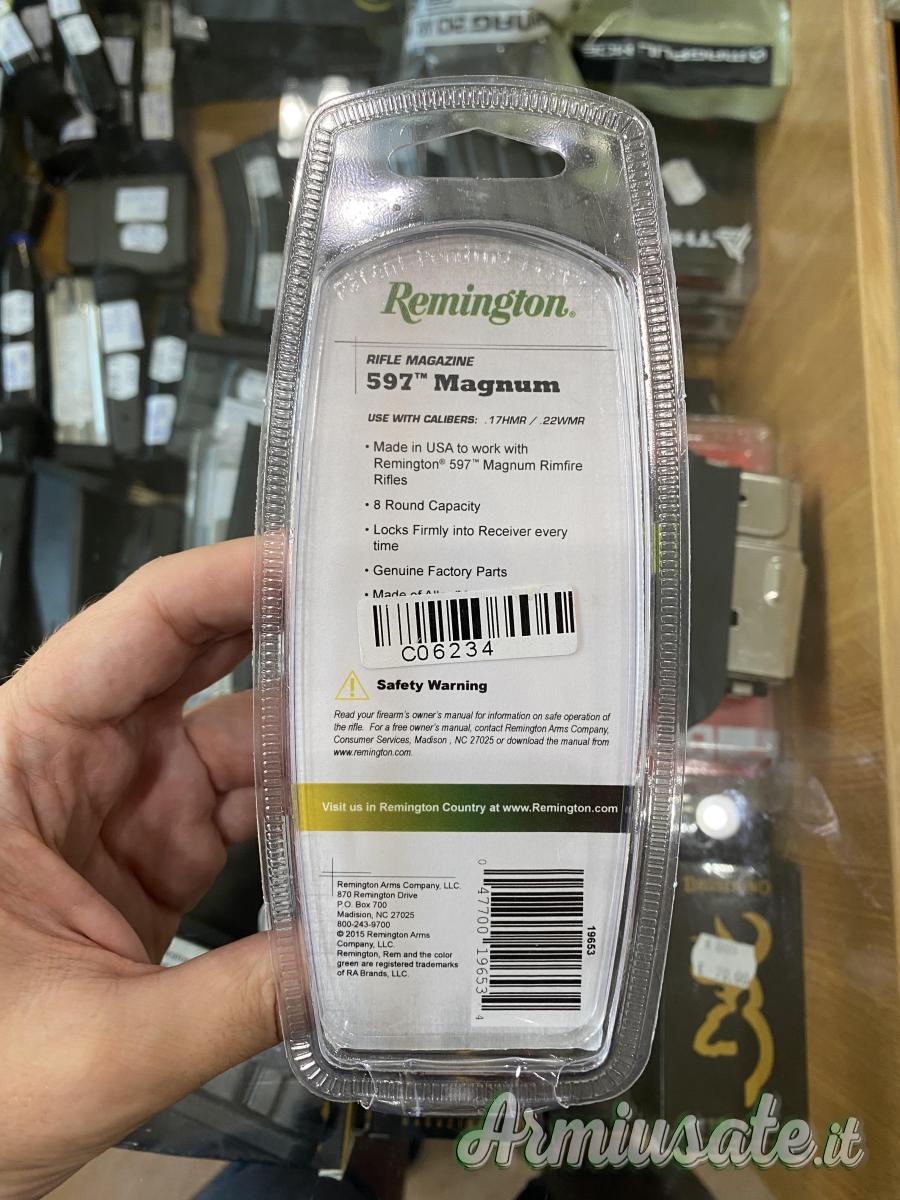 Remington®
RIFLE MAGAZINE
597™ Magnum
USE WITH CALIBERS: .17HMR / .22WMR
• Made in USA to work with
Remington® 597™ Magnum Rimfire
Rifles
• 8 Round Capacity
• Locks Firmly into Receiver every
time
• Genuine Factory Parts
• Made of
C06234
Safety Warning
Read your firearm's owner's manual for information on safe operation of
the rifle. For a free owner's manual, contact Remington Arms Company,
Consumer Services, Madison , NC 27025 or download the manual from
www.remington.com.
Visit us in Remington Country at www.Remington.com
Remington Arms Company, LLC.
870 Remington Drive
P.O. Box 700
Madision, NC 27025
800-243-9700
© 2015 Remington Arms
Company, LLC.
Remington, Rem and the color
green are registered trademarks
of RA Brands, LLC.
0 47700 19653 4
19653
Armiusate.it